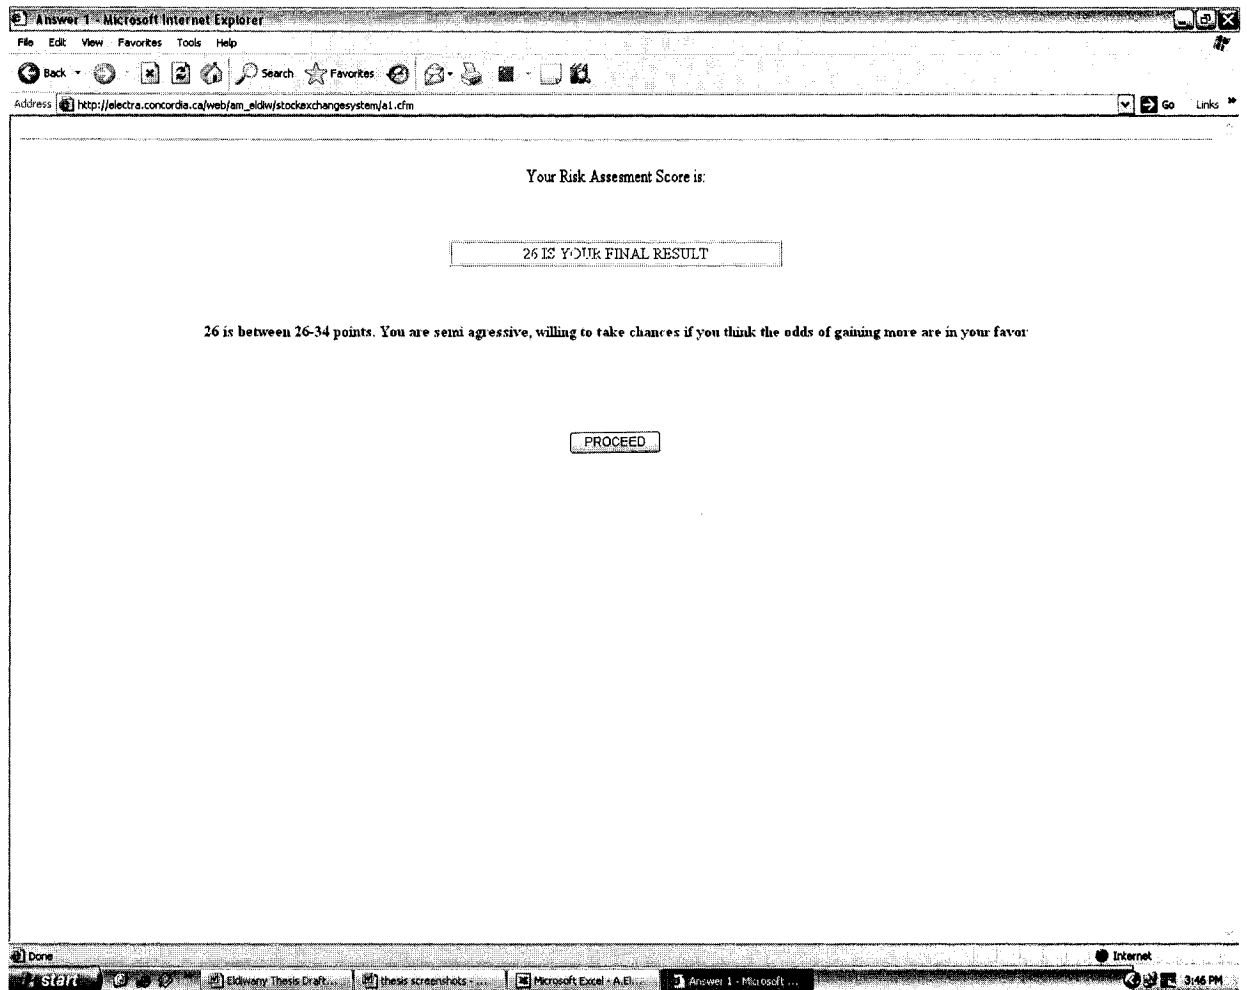 Answer 1 - Microsoft Internet Explorer
File Edit View Favorites Tools Help
Back Search Favorites
Address http://electra.concordia.ca/web/am_eldiw/stockexchangesystem/a1.cfm Go Links »
Your Risk Assesment Score is:
26 IS YOUR FINAL RESULT
26 is between 26-34 points. You are semi agressive, willing to take chances if you think the odds of gaining more are in your favor
PROCEED
Done Internet
start Eldiwany Thesis Draft... thesis screenshots - ... Microsoft Excel - A.El... Answer 1 - Microsoft ... 3:46 PM